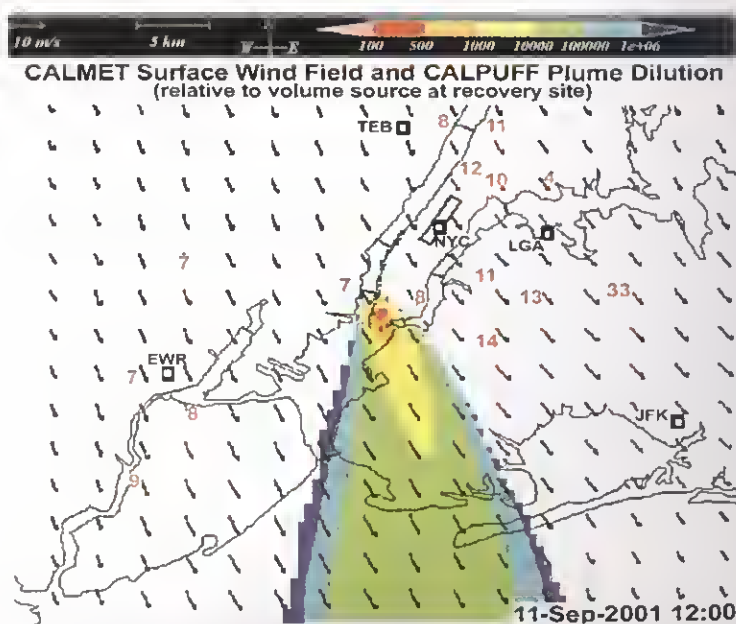 10 m/s 5 km W E 100 500 1000 10000 100000 1e+06
CALMET Surface Wind Field and CALPUFF Plume Dilution
(relative to volume source at recovery site)
TEB 8 11
12 10 4
NYC LGA
7 7 8 11 13 33
14
EWR
7
8 JFK
9
11-Sep-2001 12:00